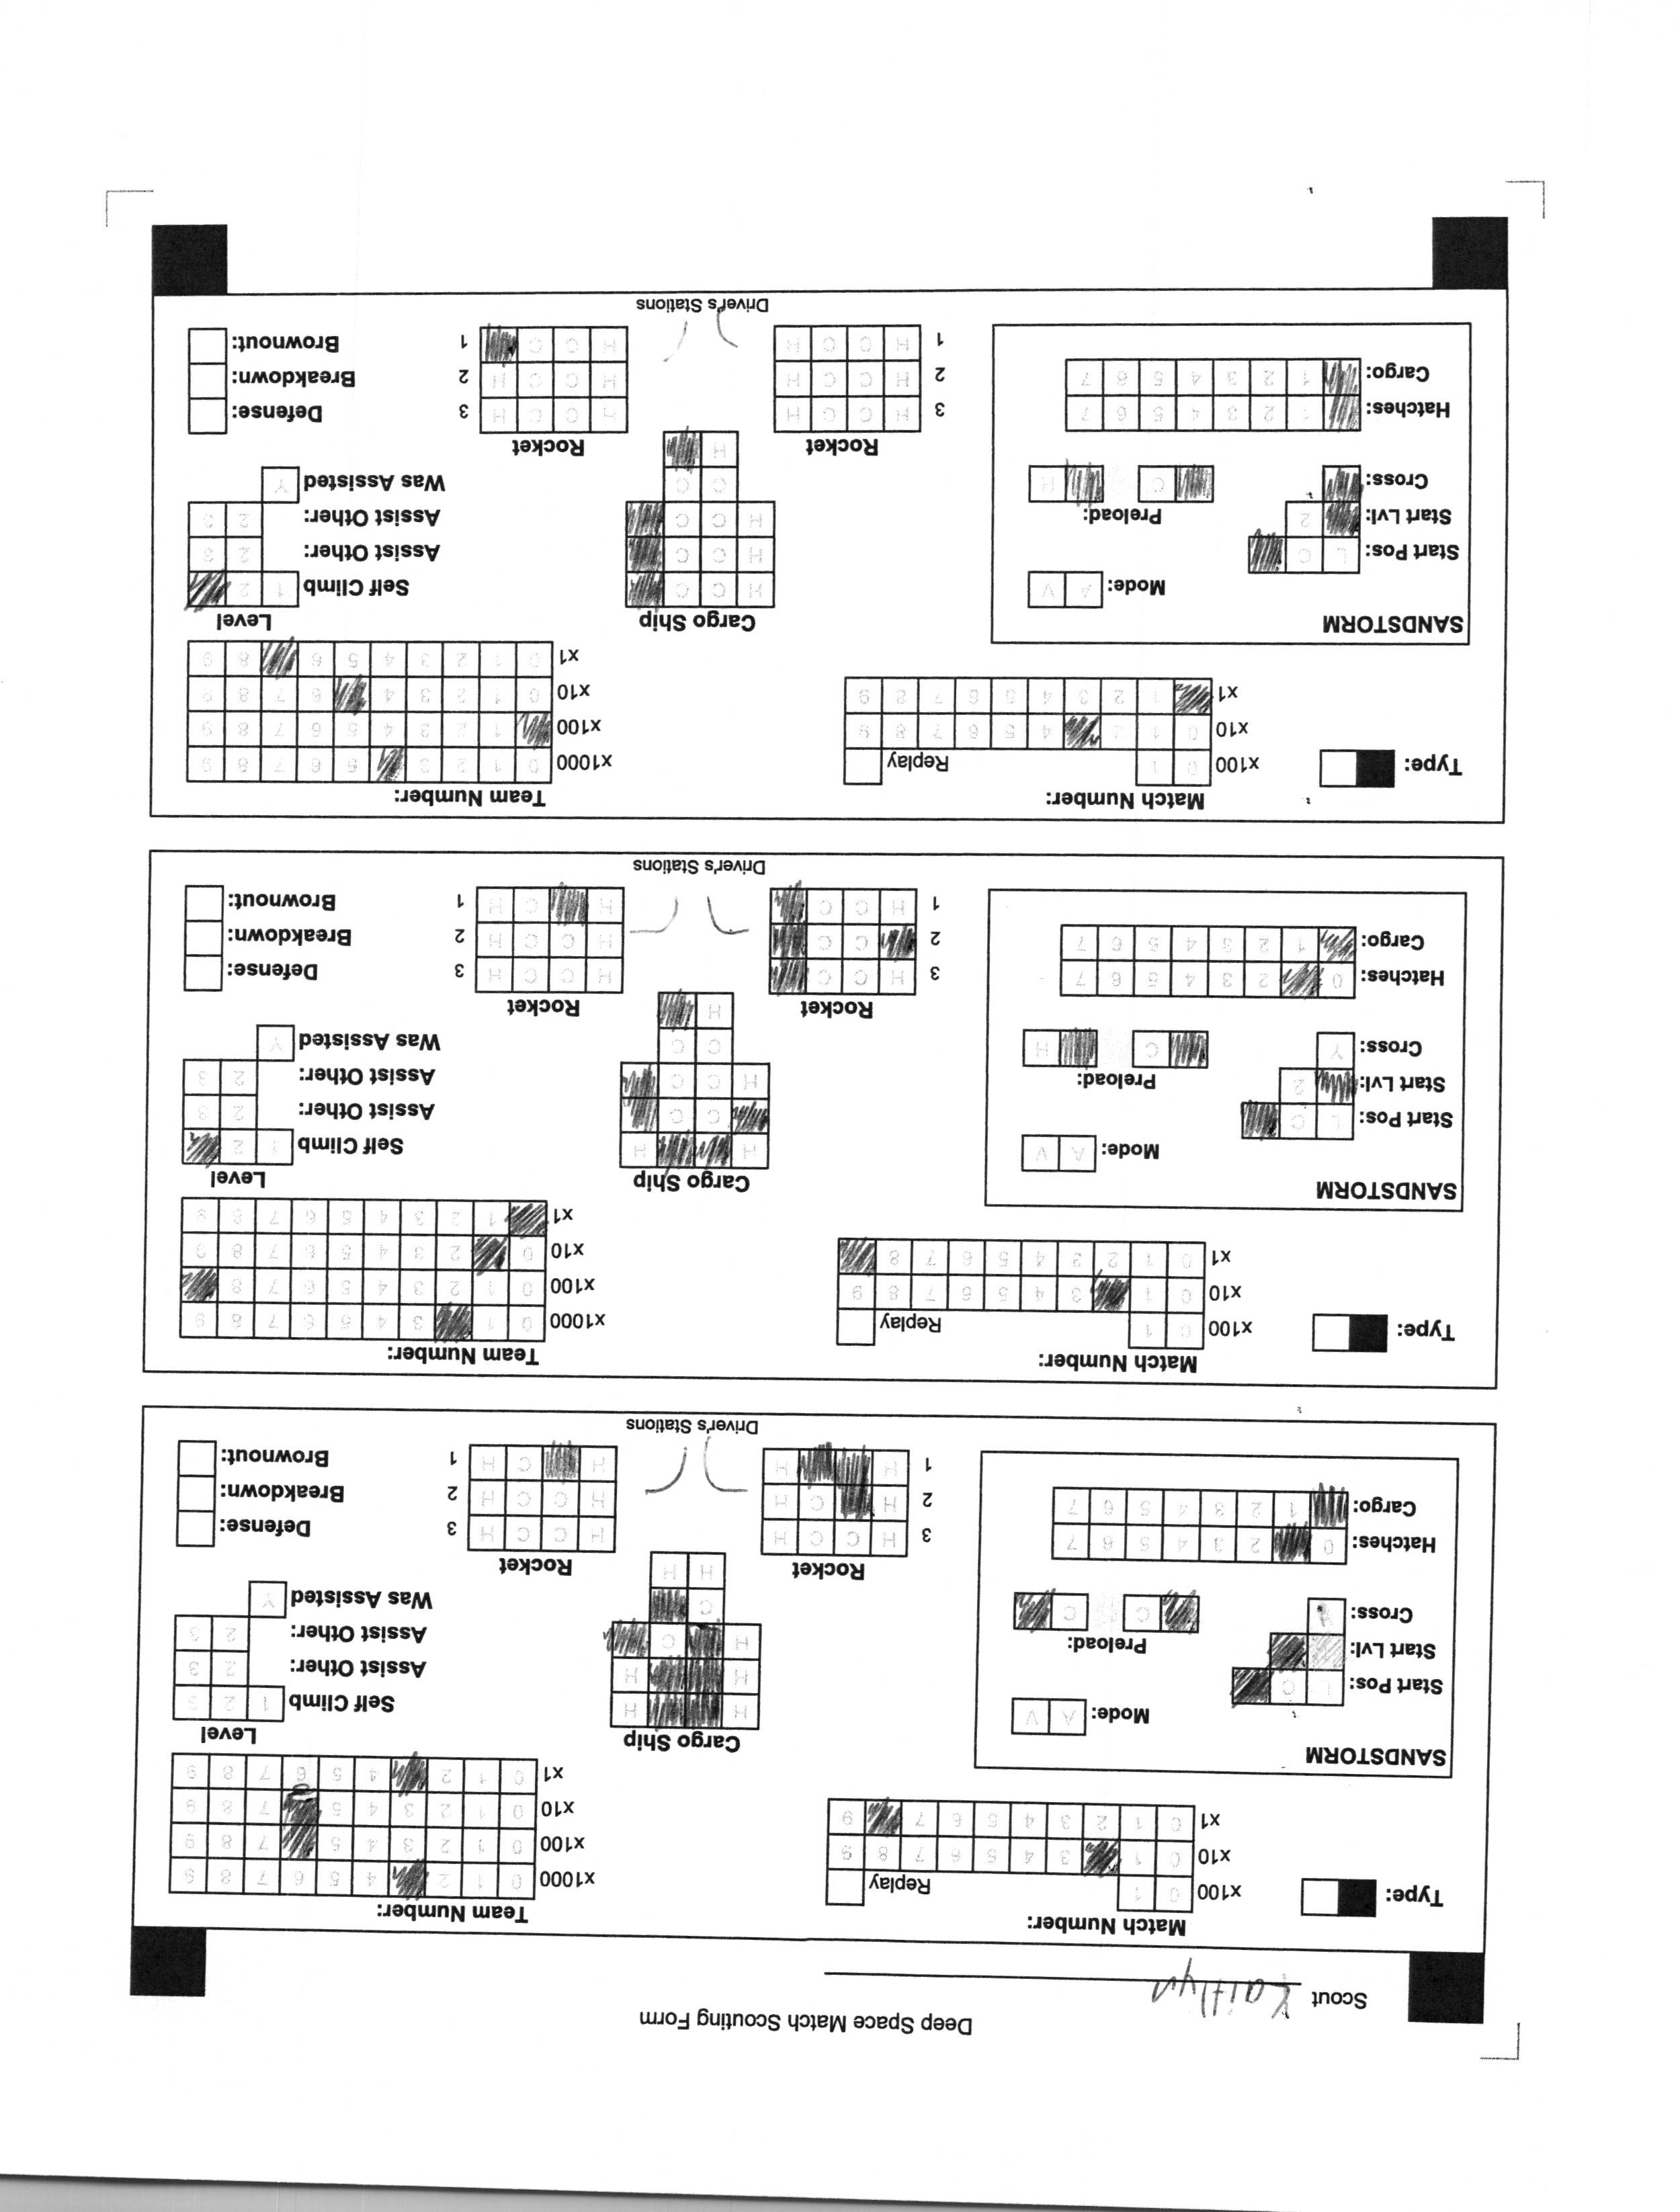 Deep Space Match Scouting Form
Scout Kaitlyn
Match Number:
Type:
x100 0 1 Replay
x10 0 1 3 4 5 6 7 8 9
x1 0 1 2 3 4 5 6 7 9
Team Number:
x1000 0 1 2 4 5 6 7 8 9
x100 0 1 2 3 4 5 7 8 9
x10 0 1 2 3 4 5 7 8 9
x1 0 1 2 4 5 6 7 8 9
SANDSTORM
Mode: A V
Start Pos: L C
Start Lvl:
Cross:
Preload: C C
Hatches: 0 2 3 4 5 6 7
Cargo: 1 2 3 4 5 6 7
Cargo Ship
H H
H H
H C
C
H H
Rocket
3 H C C H
2 H C H
1 H H
Rocket
3 H C C H
2 H C C H
1 H C H
Driver's Stations
Level
Self Climb 1 2 3
Assist Other: 2 3
Assist Other: 2 3
Was Assisted Y
Defense:
Breakdown:
Brownout:
Match Number:
Type:
x100 0 1 Replay
x10 0 1 3 4 5 6 7 8 9
x1 0 1 2 3 4 5 6 7 8
Team Number:
x1000 0 1 3 4 5 6 7 8 9
x100 0 1 2 3 4 5 6 7 8
x10 0 2 3 4 5 6 7 8 9
x1 1 2 3 4 5 6 7 8 9
SANDSTORM
Mode: A V
Start Pos: L C
Start Lvl: 2
Cross: Y
Preload: C H
Hatches: 0 2 3 4 5 6 7
Cargo: 1 2 3 4 5 6 7
Cargo Ship
H H
C C
H C C
C C
H
Rocket
3 H C C
2 C C
1 H C C
Rocket
3 H C C H
2 H C C H
1 H C H
Driver's Stations
Level
Self Climb 1 2
Assist Other: 2 3
Assist Other: 2 3
Was Assisted Y
Defense:
Breakdown:
Brownout:
Match Number:
Type:
x100 0 1 Replay
x10 0 1 2 4 5 6 7 8 9
x1 1 2 3 4 5 6 7 8 9
Team Number:
x1000 0 1 2 3 5 6 7 8 9
x100 1 2 3 4 5 6 7 8 9
x10 0 1 2 3 4 6 7 8 9
x1 0 1 2 3 4 5 6 8 9
SANDSTORM
Mode: A V
Start Pos: L C
Start Lvl: 2
Cross:
Preload: C H
Hatches: 1 2 3 4 5 6 7
Cargo: 1 2 3 4 5 6 7
Cargo Ship
H C C
H C C
H C C
C C
H
Rocket
3 H C C H
2 H C C H
1 H C C H
Rocket
3 H C C H
2 H C C H
1 H C C
Driver's Stations
Level
Self Climb 1 2
Assist Other: 2 3
Assist Other: 2 3
Was Assisted Y
Defense:
Breakdown:
Brownout: